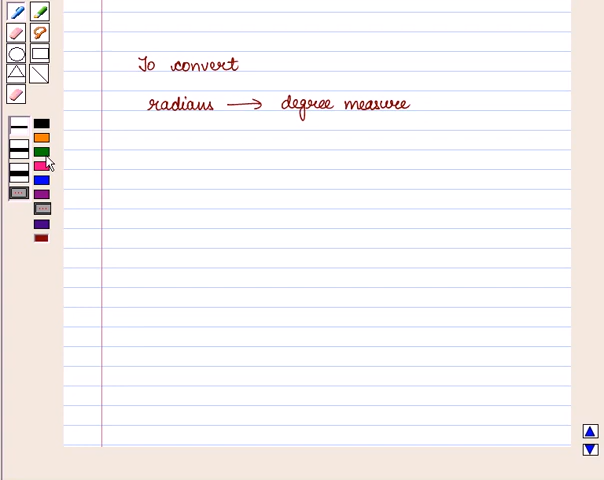 To convert
radians ⟶ degree measure